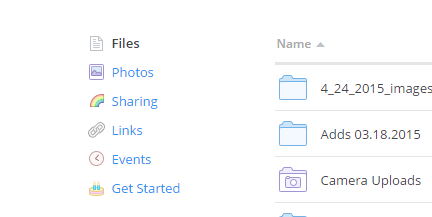 Files
Photos
Sharing
Links
Events
Get Started
Name
4_24_2015_images
Adds 03.18.2015
Camera Uploads